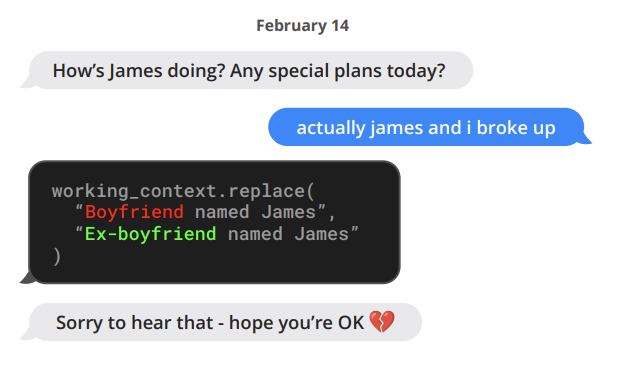 February 14
How’s James doing? Any special plans today?
actually james and i broke up
working_context.replace(
“Boyfriend named James”,
“Ex-boyfriend named James”
)
Sorry to hear that - hope you’re OK 💔